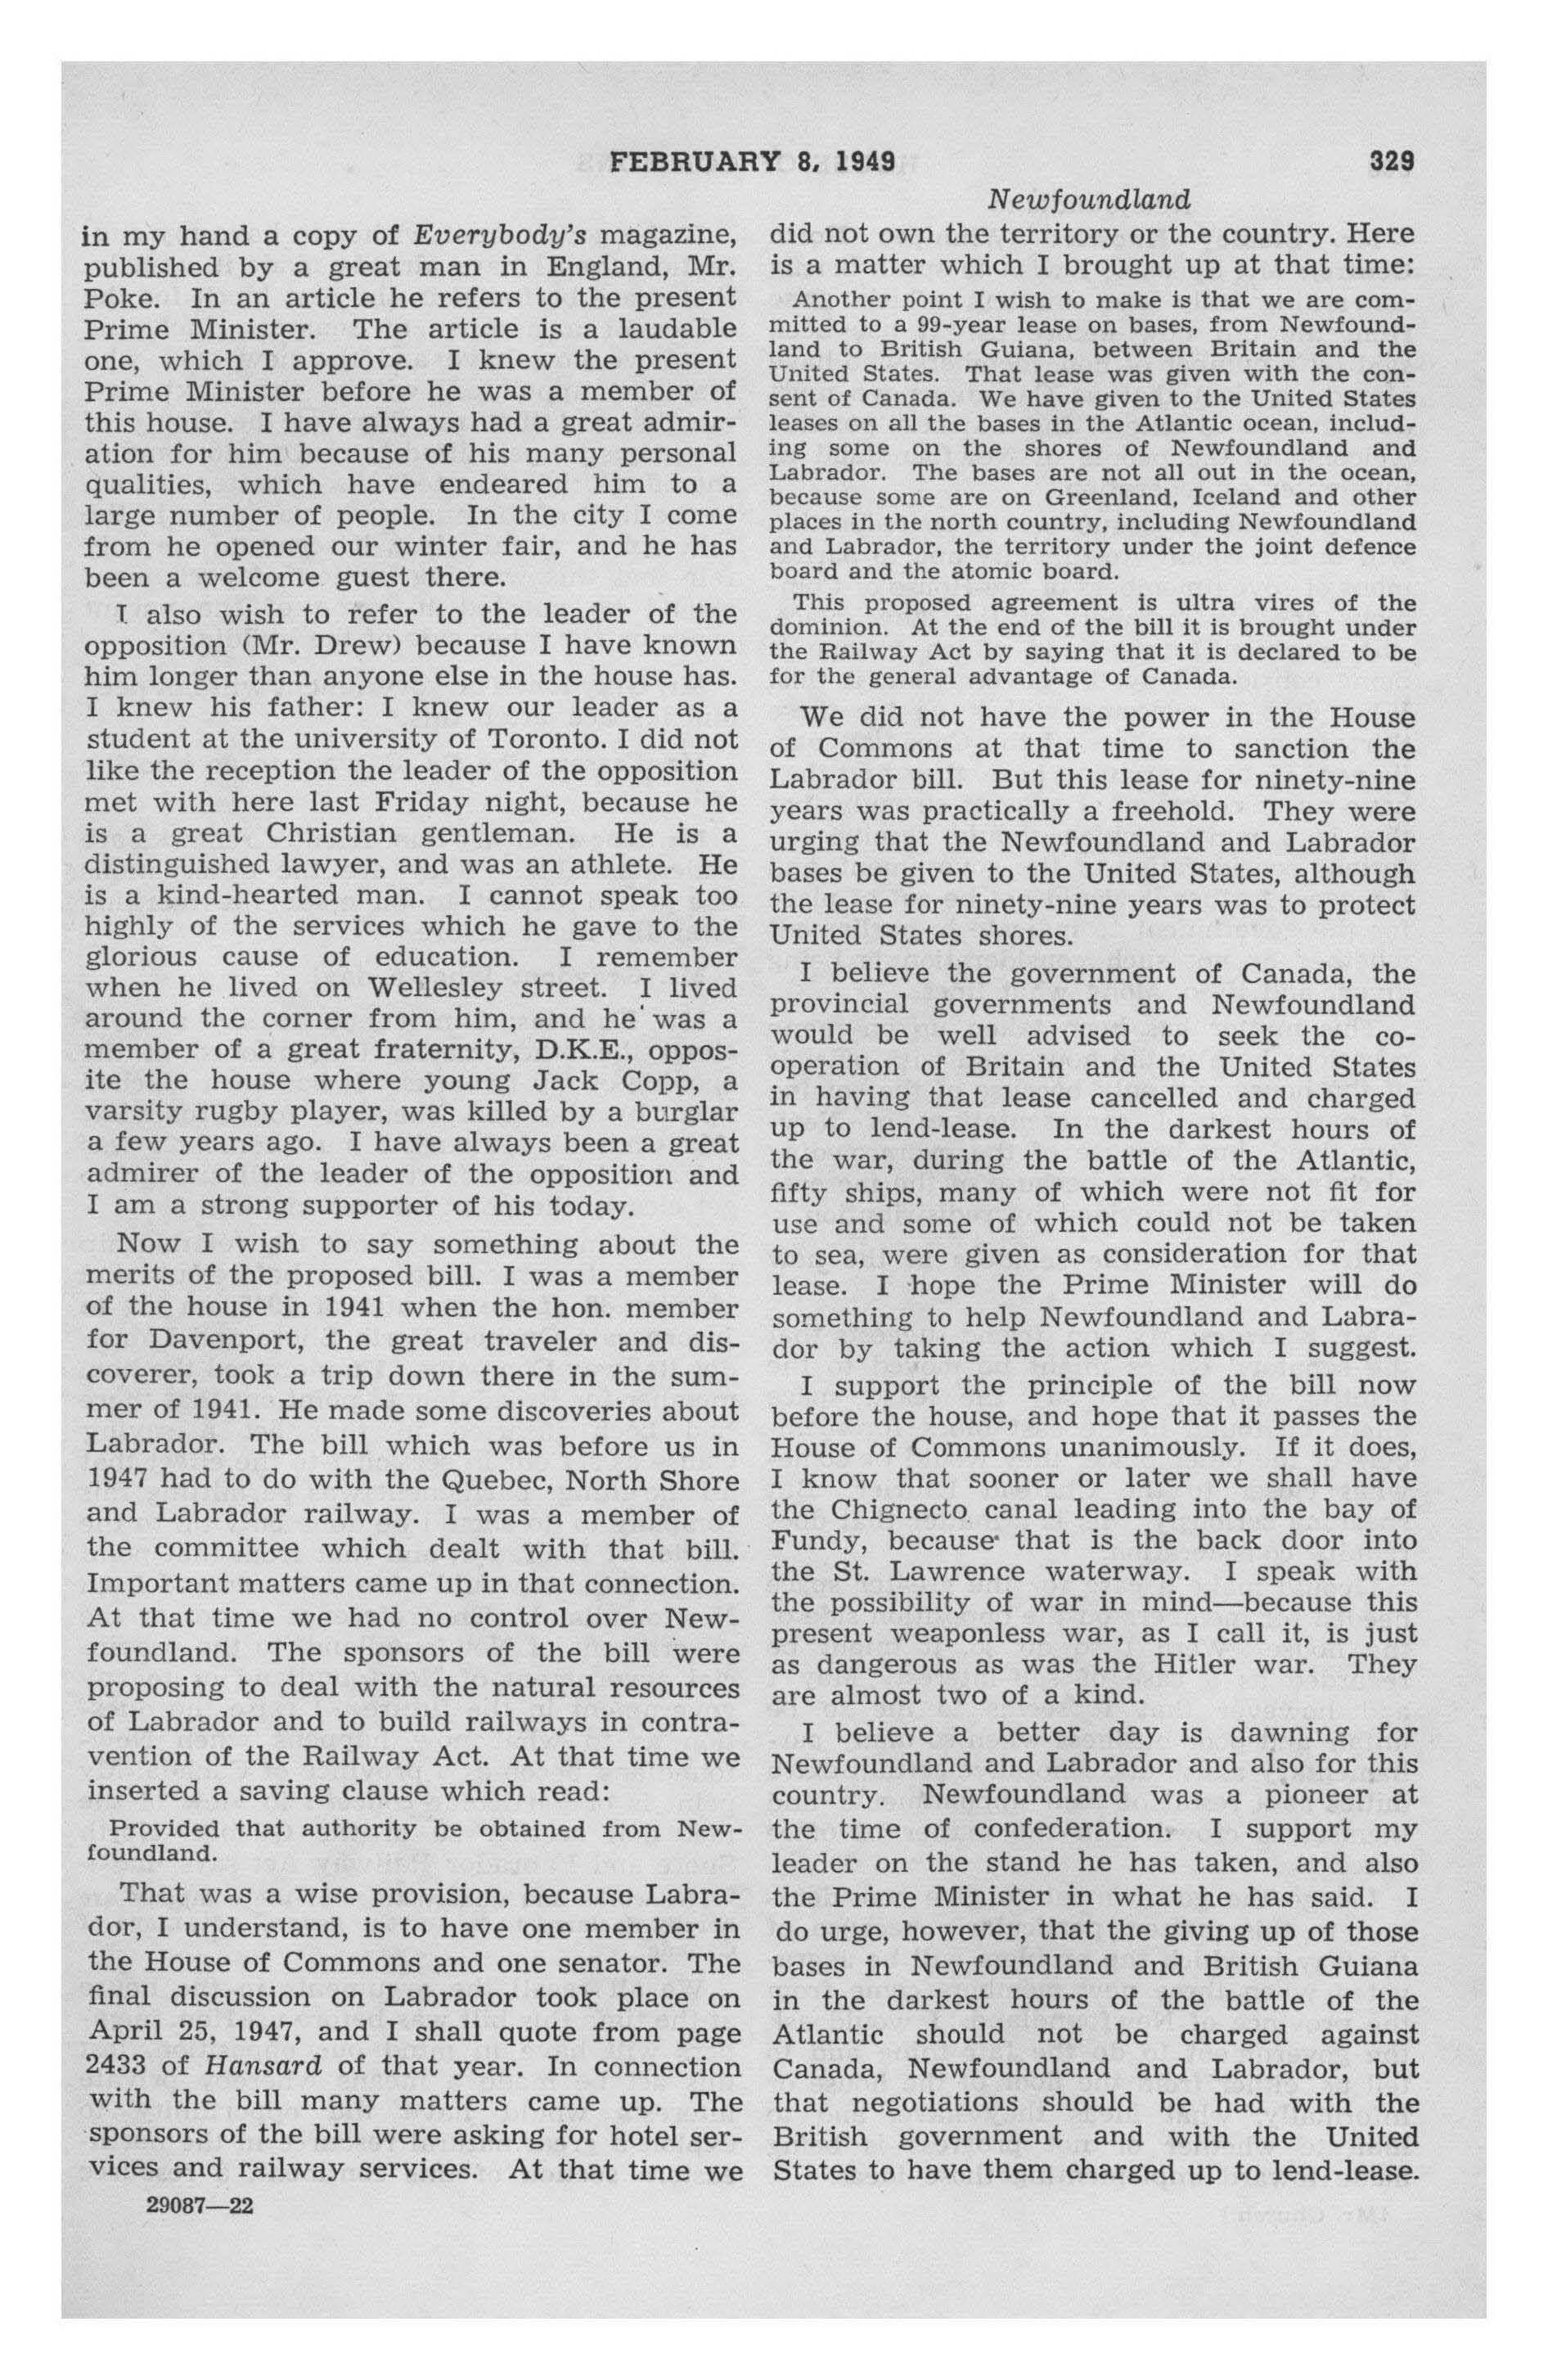 FEBRUARY 8, 1949 329
Newfoundland
in my hand a copy of Everybody's magazine,
published by a great man in England, Mr.
Poke. In an article he refers to the present
Prime Minister. The article is a laudable
one, which I approve. I knew the present
Prime Minister before he was a member of
this house. I have always had a great admir-
ation for him because of his many personal
qualities, which have endeared him to a
large number of people. In the city I come
from he opened our winter fair, and he has
been a welcome guest there.
I also wish to refer to the leader of the
opposition (Mr. Drew) because I have known
him longer than anyone else in the house has.
I knew his father: I knew our leader as a
student at the university of Toronto. I did not
like the reception the leader of the opposition
met with here last Friday night, because he
is a great Christian gentleman. He is a
distinguished lawyer, and was an athlete. He
is a kind-hearted man. I cannot speak too
highly of the services which he gave to the
glorious cause of education. I remember
when he lived on Wellesley street. I lived
around the corner from him, and he was a
member of a great fraternity, D.K.E., oppos-
ite the house where young Jack Copp, a
varsity rugby player, was killed by a burglar
a few years ago. I have always been a great
admirer of the leader of the opposition and
I am a strong supporter of his today.
Now I wish to say something about the
merits of the proposed bill. I was a member
of the house in 1941 when the hon. member
for Davenport, the great traveler and dis-
coverer, took a trip down there in the sum-
mer of 1941. He made some discoveries about
Labrador. The bill which was before us in
1947 had to do with the Quebec, North Shore
and Labrador railway. I was a member of
the committee which dealt with that bill.
Important matters came up in that connection.
At that time we had no control over New-
foundland. The sponsors of the bill were
proposing to deal with the natural resources
of Labrador and to build railways in contra-
vention of the Railway Act. At that time we
inserted a saving clause which read:
Provided that authority be obtained from New-
foundland.
That was a wise provision, because Labra-
dor, I understand, is to have one member in
the House of Commons and one senator. The
final discussion on Labrador took place on
April 25, 1947, and I shall quote from page
2433 of Hansard of that year. In connection
with the bill many matters came up. The
sponsors of the bill were asking for hotel ser-
vices and railway services. At that time we
29087—22
did not own the territory or the country. Here
is a matter which I brought up at that time:
Another point I wish to make is that we are com-
mitted to a 99-year lease on bases, from Newfound-
land to British Guiana, between Britain and the
United States. That lease was given with the con-
sent of Canada. We have given to the United States
leases on all the bases in the Atlantic ocean, includ-
ing some on the shores of Newfoundland and
Labrador. The bases are not all out in the ocean,
because some are on Greenland, Iceland and other
places in the north country, including Newfoundland
and Labrador, the territory under the joint defence
board and the atomic board.
This proposed agreement is ultra vires of the
dominion. At the end of the bill it is brought under
the Railway Act by saying that it is declared to be
for the general advantage of Canada.
We did not have the power in the House
of Commons at that time to sanction the
Labrador bill. But this lease for ninety-nine
years was practically a freehold. They were
urging that the Newfoundland and Labrador
bases be given to the United States, although
the lease for ninety-nine years was to protect
United States shores.
I believe the government of Canada, the
provincial governments and Newfoundland
would be well advised to seek the co-
operation of Britain and the United States
in having that lease cancelled and charged
up to lend-lease. In the darkest hours of
the war, during the battle of the Atlantic,
fifty ships, many of which were not fit for
use and some of which could not be taken
to sea, were given as consideration for that
lease. I hope the Prime Minister will do
something to help Newfoundland and Labra-
dor by taking the action which I suggest.
I support the principle of the bill now
before the house, and hope that it passes the
House of Commons unanimously. If it does,
I know that sooner or later we shall have
the Chignecto canal leading into the bay of
Fundy, because that is the back door into
the St. Lawrence waterway. I speak with
the possibility of war in mind—because this
present weaponless war, as I call it, is just
as dangerous as was the Hitler war. They
are almost two of a kind.
I believe a better day is dawning for
Newfoundland and Labrador and also for this
country. Newfoundland was a pioneer at
the time of confederation. I support my
leader on the stand he has taken, and also
the Prime Minister in what he has said. I
do urge, however, that the giving up of those
bases in Newfoundland and British Guiana
in the darkest hours of the battle of the
Atlantic should not be charged against
Canada, Newfoundland and Labrador, but
that negotiations should be had with the
British government and with the United
States to have them charged up to lend-lease.